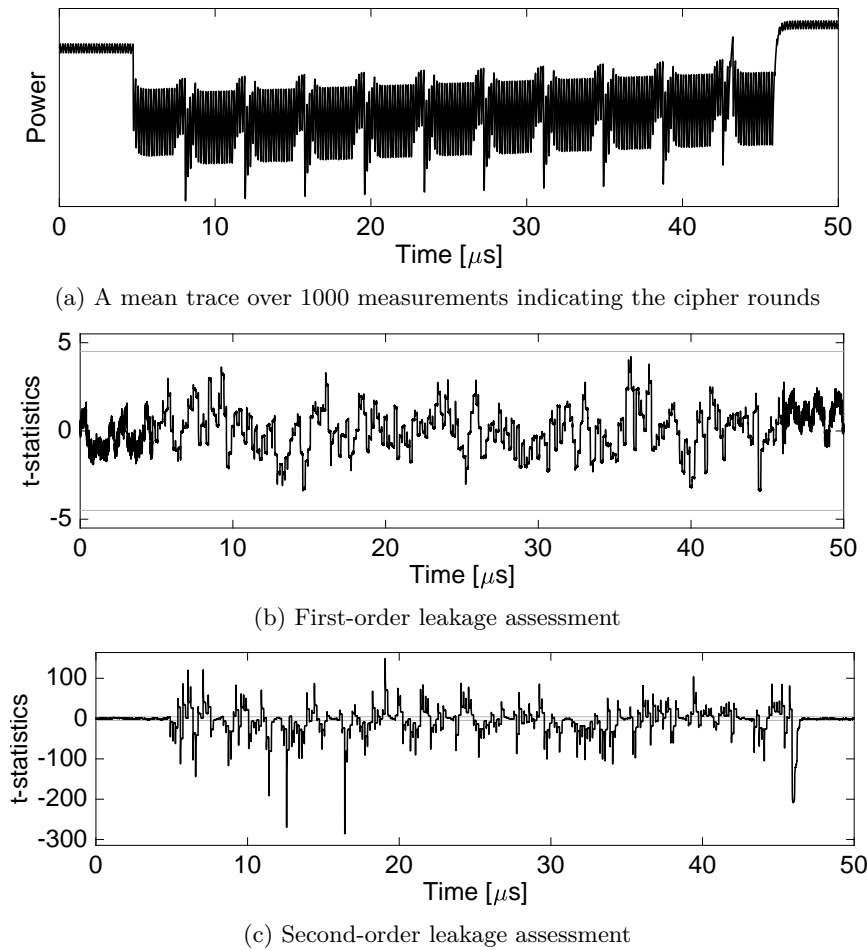 Power
0 10 20 30 40 50
Time [μs]
(a) A mean trace over 1000 measurements indicating the cipher rounds
5
0
-5
t-statistics
0 10 20 30 40 50
Time [μs]
(b) First-order leakage assessment
100
0
-100
-200
-300
t-statistics
0 10 20 30 40 50
Time [μs]
(c) Second-order leakage assessment